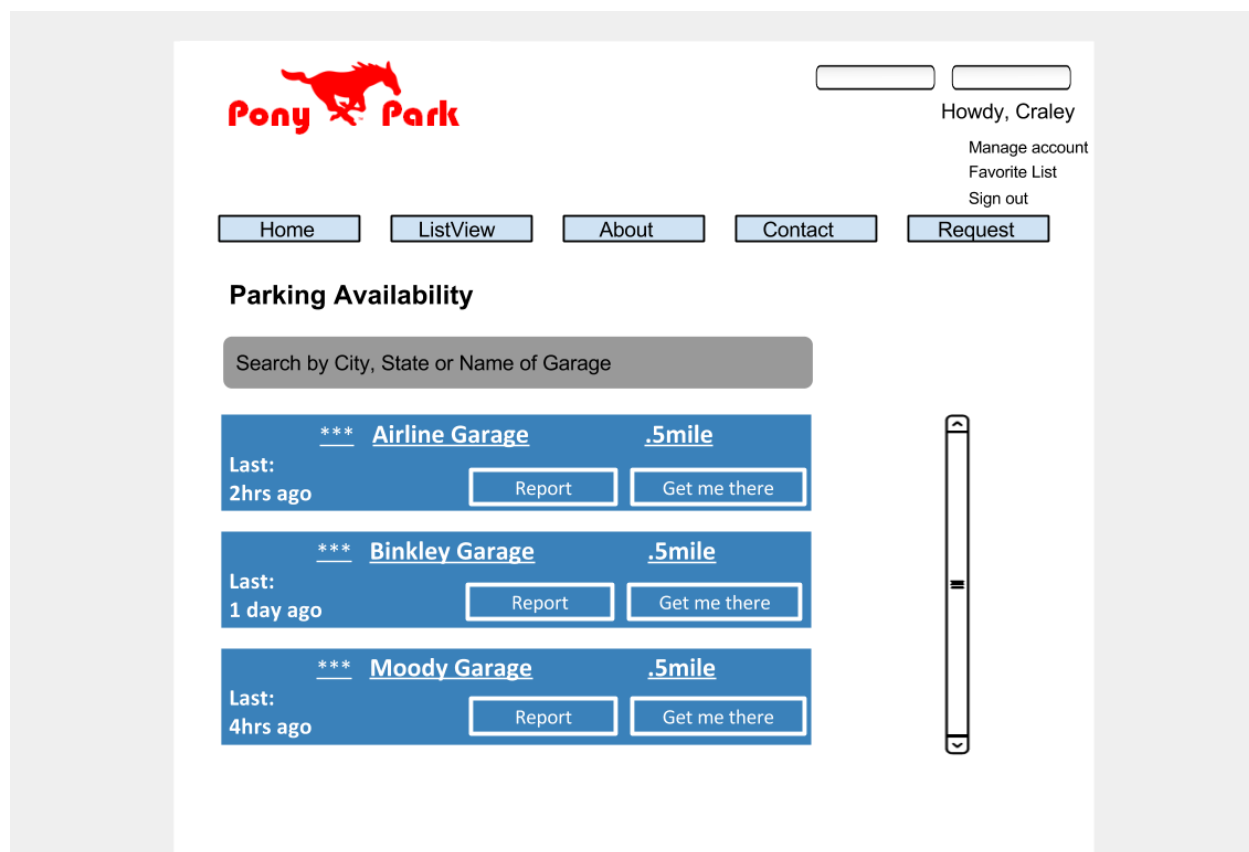 Pony Park
Howdy, Craley
Manage account
Favorite List
Sign out
Home ListView About Contact Request
Parking Availability
Search by City, State or Name of Garage
*** Airline Garage .5mile
Last:
2hrs ago Report Get me there
*** Binkley Garage .5mile
Last:
1 day ago Report Get me there
*** Moody Garage .5mile
Last:
4hrs ago Report Get me there